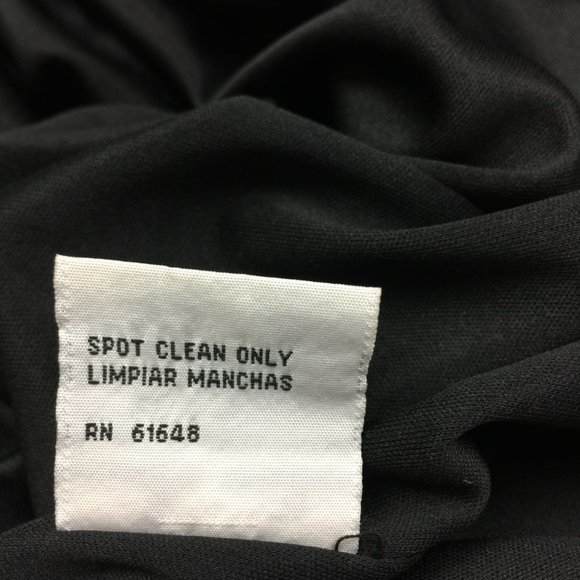 SPOT CLEAN ONLY
LIMPIAR MANCHAS
RN 61648